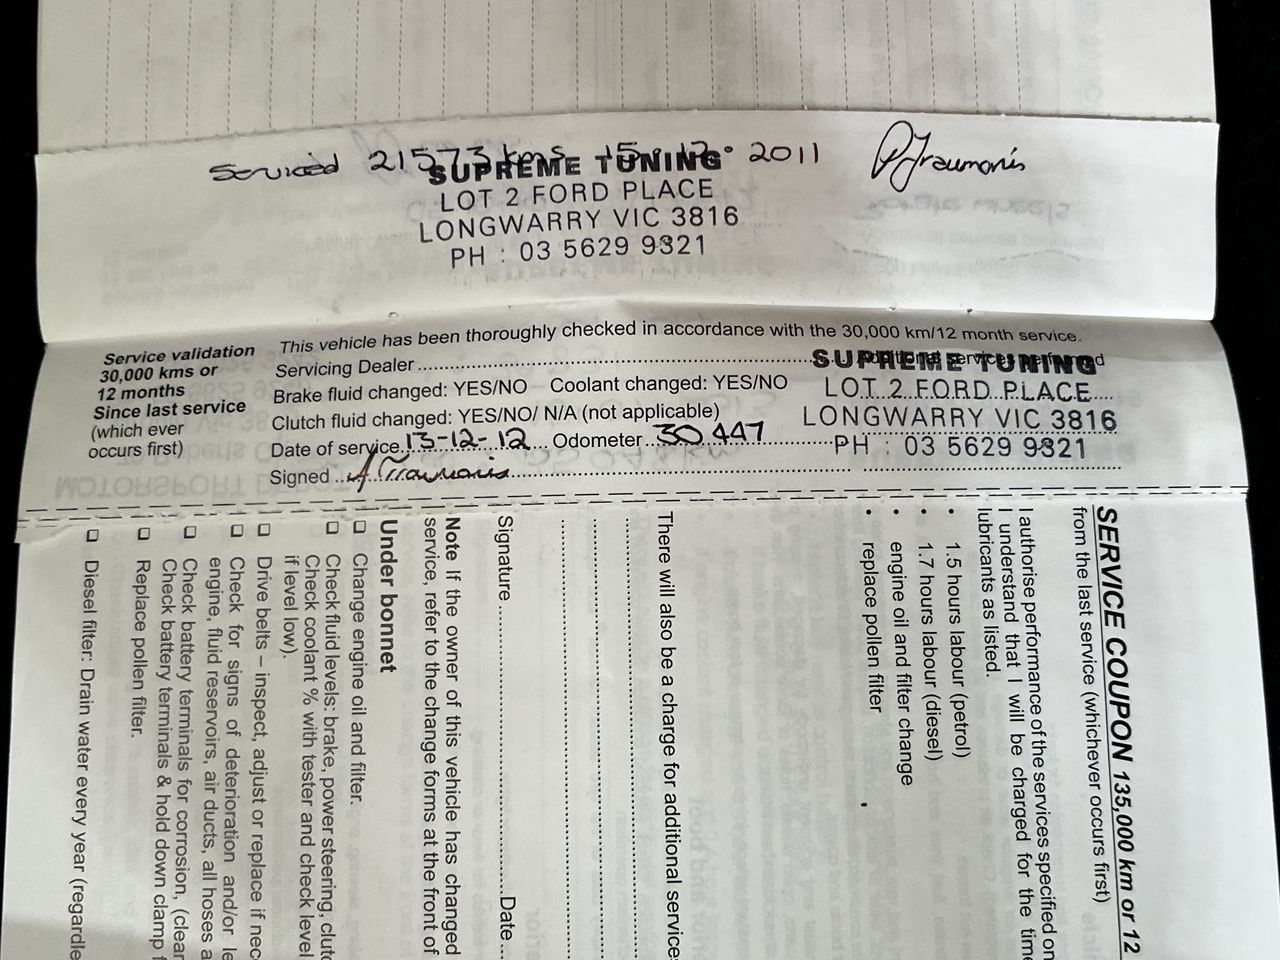 Serviced 21573 kms 15.12.2011
SUPREME TUNING
LOT 2 FORD PLACE
LONGWARRY VIC 3816
PH : 03 5629 9321
Service validation
30,000 kms or
12 months
Since last service
(which ever
occurs first)
This vehicle has been thoroughly checked in accordance with the 30,000 km/12 month service.
Servicing Dealer
Additional services performed
Brake fluid changed: YES/NO Coolant changed: YES/NO
Clutch fluid changed: YES/NO/ N/A (not applicable)
Date of service 13-12-12 Odometer 30447
Signed
SUPREME TUNING
LOT 2 FORD PLACE
LONGWARRY VIC 3816
PH : 03 5629 9321
SERVICE COUPON 135,000 km or 12
from the last service (whichever occurs first)
I authorise performance of the services specified on
I understand that I will be charged for the time
lubricants as listed.
• 1.5 hours labour (petrol)
• 1.7 hours labour (diesel)
• engine oil and filter change
• replace pollen filter
There will also be a charge for additional services
Signature Date
Note If the owner of this vehicle has changed
service, refer to the change forms at the front of
Under bonnet
Change engine oil and filter.
Check fluid levels: brake, power steering, clutc
Check coolant % with tester and check level
if level low).
Drive belts – inspect, adjust or replace if nec
Check for signs of deterioration and/or le
engine, fluid reservoirs, air ducts, all hoses a
Check battery terminals for corrosion, (clean
Check battery terminals & hold down clamp f
Replace pollen filter.
Diesel filter: Drain water every year (regardle